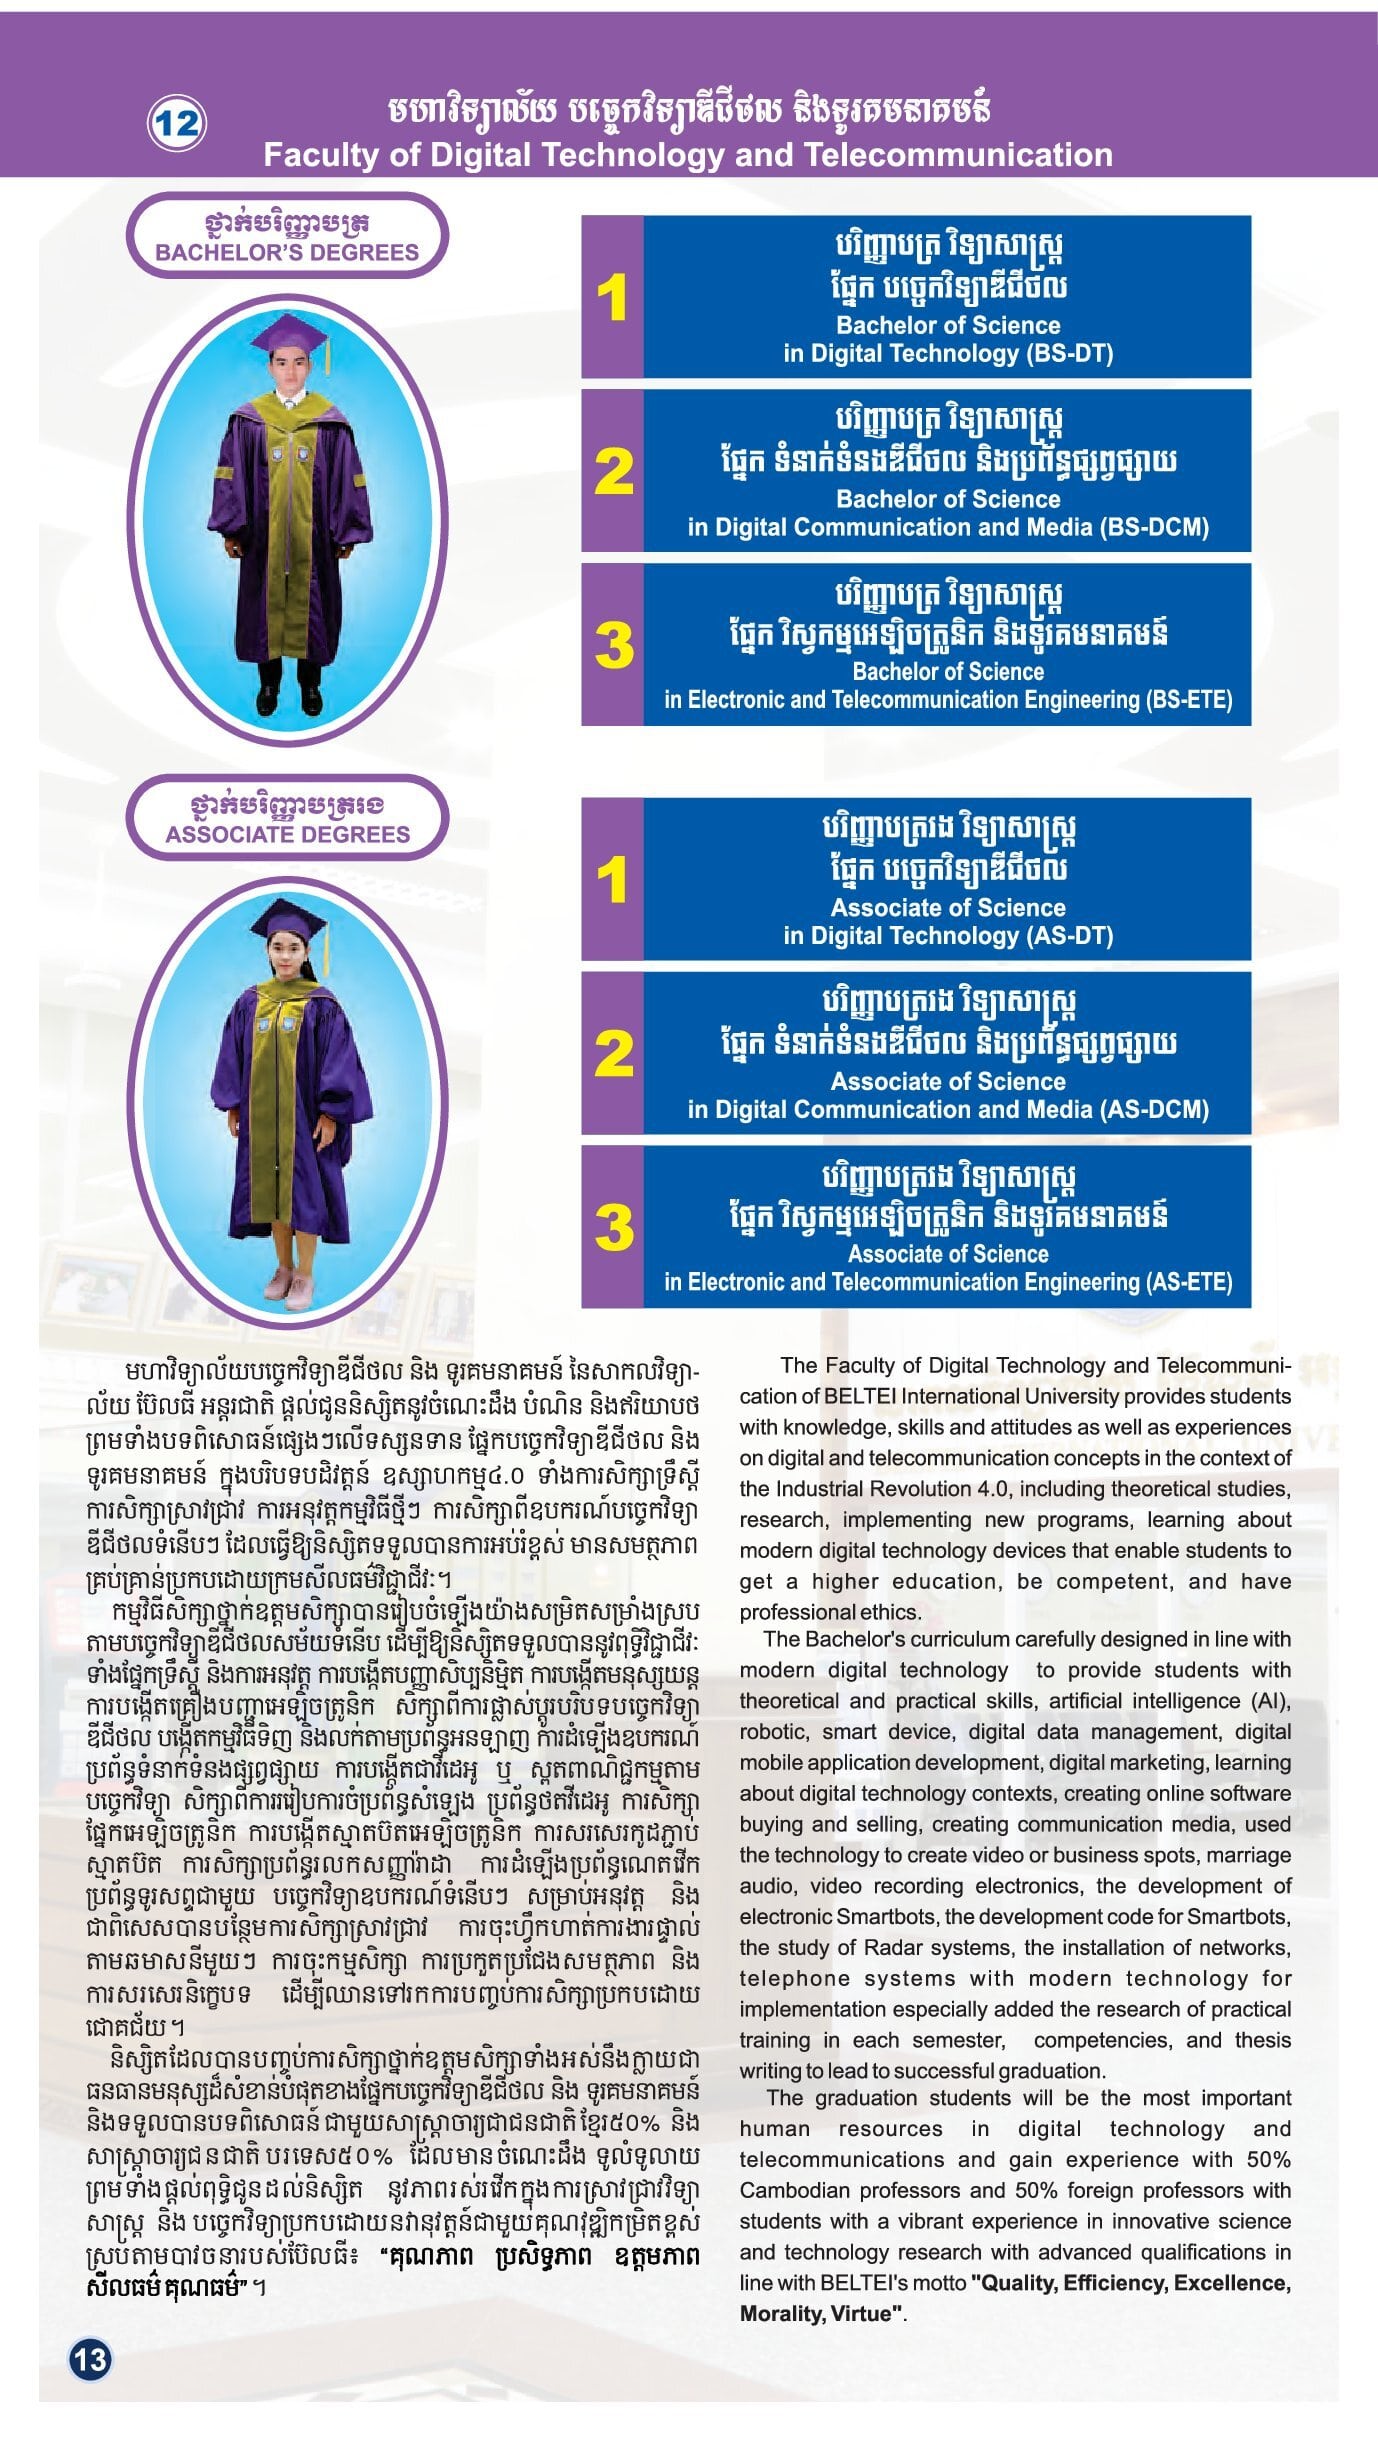 12
មហាវិទ្យាល័យ បច្ចេកវិទ្យាឌីជីថល និងទូរគមនាគមន៍
Faculty of Digital Technology and Telecommunication
ថ្នាក់បរិញ្ញាបត្រ
BACHELOR'S DEGREES
1
បរិញ្ញាបត្រ វិទ្យាសាស្ត្រ
ផ្នែក បច្ចេកវិទ្យាឌីជីថល
Bachelor of Science
in Digital Technology (BS-DT)
2
បរិញ្ញាបត្រ វិទ្យាសាស្ត្រ
ផ្នែក ទំនាក់ទំនងឌីជីថល និងប្រព័ន្ធផ្សព្វផ្សាយ
Bachelor of Science
in Digital Communication and Media (BS-DCM)
3
បរិញ្ញាបត្រ វិទ្យាសាស្ត្រ
ផ្នែក វិស្វកម្មអេឡិចត្រូនិក និងទូរគមនាគមន៍
Bachelor of Science
in Electronic and Telecommunication Engineering (BS-ETE)
ថ្នាក់បរិញ្ញាបត្ររង
ASSOCIATE DEGREES
1
បរិញ្ញាបត្ររង វិទ្យាសាស្ត្រ
ផ្នែក បច្ចេកវិទ្យាឌីជីថល
Associate of Science
in Digital Technology (AS-DT)
2
បរិញ្ញាបត្ររង វិទ្យាសាស្ត្រ
ផ្នែក ទំនាក់ទំនងឌីជីថល និងប្រព័ន្ធផ្សព្វផ្សាយ
Associate of Science
in Digital Communication and Media (AS-DCM)
3
បរិញ្ញាបត្ររង វិទ្យាសាស្ត្រ
ផ្នែក វិស្វកម្មអេឡិចត្រូនិក និងទូរគមនាគមន៍
Associate of Science
in Electronic and Telecommunication Engineering (AS-ETE)
មហាវិទ្យាល័យបច្ចេកវិទ្យាឌីជីថល និង ទូរគមនាគមន៍ នៃសាកលវិទ្យា-
ល័យ ប៊ែលធី អន្តរជាតិ ផ្តល់ជូននិស្សិតនូវចំណេះដឹង បំណិន និងឥរិយាបថ
ព្រមទាំងបទពិសោធន៍ផ្សេងៗលើទស្សនទាន ផ្នែកបច្ចេកវិទ្យាឌីជីថល និង
ទូរគមនាគមន៍ ក្នុងបរិបទបដិវត្តន៍ ឧស្សាហកម្ម៤.0 ទាំងការសិក្សាទ្រឹស្តី
ការសិក្សាស្រាវជ្រាវ ការអនុវត្តកម្មវិធីថ្មីៗ ការសិក្សាពីឧបករណ៍បច្ចេកវិទ្យា
ឌីជីថលទំនើបៗ ដែលធ្វើឱ្យនិស្សិតទទួលបានការអប់រំខ្ពស់ មានសមត្ថភាព
គ្រប់គ្រាន់ប្រកបដោយក្រមសីលធម៌វិជ្ជាជីវៈ។
កម្មវិធីសិក្សាថ្នាក់ឧត្តមសិក្សាបានរៀបចំឡើងយ៉ាងសម្រិតសម្រាំងស្រប
តាមបច្ចេកវិទ្យាឌីជីថលសម័យទំនើប ដើម្បីឱ្យនិស្សិតទទួលបាននូវពុទ្ធិវិជ្ជាជីវៈ
ទាំងផ្នែកទ្រឹស្តី និងការអនុវត្ត ការបង្កើតបញ្ញាសិប្បនិម្មិត ការបង្កើតមនុស្សយន្ត
ការបង្កើតគ្រឿងបញ្ជាអេឡិចត្រូនិក សិក្សាពីការផ្លាស់ប្តូរបរិបទបច្ចេកវិទ្យា
ឌីជីថល បង្កើតកម្មវិធីទិញ និងលក់តាមប្រព័ន្ធអនឡាញ ការដំឡើងឧបករណ៍
ប្រព័ន្ធទំនាក់ទំនងផ្សព្វផ្សាយ ការបង្កើតជាវីដេអូ ឬ ស្ពតពាណិជ្ជកម្មតាម
បច្ចេកវិទ្យា សិក្សាពីការរៀបការចំប្រព័ន្ធសំឡេង ប្រព័ន្ធថតវីដេអូ ការសិក្សា
ផ្នែកអេឡិចត្រូនិក ការបង្កើតស្មាតប៊តអេឡិចត្រូនិក ការសរសេរកូដភ្ជាប់
ស្មាតប៊ត ការសិក្សាប្រព័ន្ធរលកសញ្ញារ៉ាដា ការដំឡើងប្រព័ន្ធណេតវើក
ប្រព័ន្ធទូរសព្ទជាមួយ បច្ចេកវិទ្យាឧបករណ៍ទំនើបៗ សម្រាប់អនុវត្ត និង
ជាពិសេសបានបន្ថែមការសិក្សាស្រាវជ្រាវ ការចុះហ្វឹកហាត់ការងារផ្ទាល់
តាមឆមាសនីមួយៗ ការចុះកម្មសិក្សា ការប្រកួតប្រជែងសមត្ថភាព និង
ការសរសេរនិក្ខេបទ ដើម្បីឈានទៅរកការបញ្ចប់ការសិក្សាប្រកបដោយ
ជោគជ័យ។
និស្សិតដែលបានបញ្ចប់ការសិក្សាថ្នាក់ឧត្តមសិក្សាទាំងអស់នឹងក្លាយជា
ធនធានមនុស្សដ៏សំខាន់បំផុតខាងផ្នែកបច្ចេកវិទ្យាឌីជីថល និង ទូរគមនាគមន៍
និងទទួលបានបទពិសោធន៍ ជាមួយសាស្ត្រាចារ្យជាជនជាតិ ខ្មែរ៥០% និង
សាស្ត្រាចារ្យជនជាតិ បរទេស៥០% ដែលមានចំណេះដឹង ទូលំទូលាយ
ព្រមទាំងផ្តល់ពុទ្ធិជូនដល់និស្សិត នូវភាពរស់រវើកក្នុងការស្រាវជ្រាវវិទ្យា
សាស្ត្រ និង បច្ចេកវិទ្យាប្រកបដោយនវានុវត្តន៍ជាមួយគុណវុឌ្ឍិកម្រិតខ្ពស់
ស្របតាមបាវចនារបស់ប៊ែលធី៖ “គុណភាព ប្រសិទ្ធភាព ឧត្តមភាព
សីលធម៌ គុណធម៌”។
The Faculty of Digital Technology and Telecommuni-
cation of BELTEI International University provides students
with knowledge, skills and attitudes as well as experiences
on digital and telecommunication concepts in the context of
the Industrial Revolution 4.0, including theoretical studies,
research, implementing new programs, learning about
modern digital technology devices that enable students to
get a higher education, be competent, and have
professional ethics.
The Bachelor's curriculum carefully designed in line with
modern digital technology to provide students with
theoretical and practical skills, artificial intelligence (AI),
robotic, smart device, digital data management, digital
mobile application development, digital marketing, learning
about digital technology contexts, creating online software
buying and selling, creating communication media, used
the technology to create video or business spots, marriage
audio, video recording electronics, the development of
electronic Smartbots, the development code for Smartbots,
the study of Radar systems, the installation of networks,
telephone systems with modern technology for
implementation especially added the research of practical
training in each semester, competencies, and thesis
writing to lead to successful graduation.
The graduation students will be the most important
human resources in digital technology and
telecommunications and gain experience with 50%
Cambodian professors and 50% foreign professors with
students with a vibrant experience in innovative science
and technology research with advanced qualifications in
line with BELTEI's motto "Quality, Efficiency, Excellence,
Morality, Virtue".
13